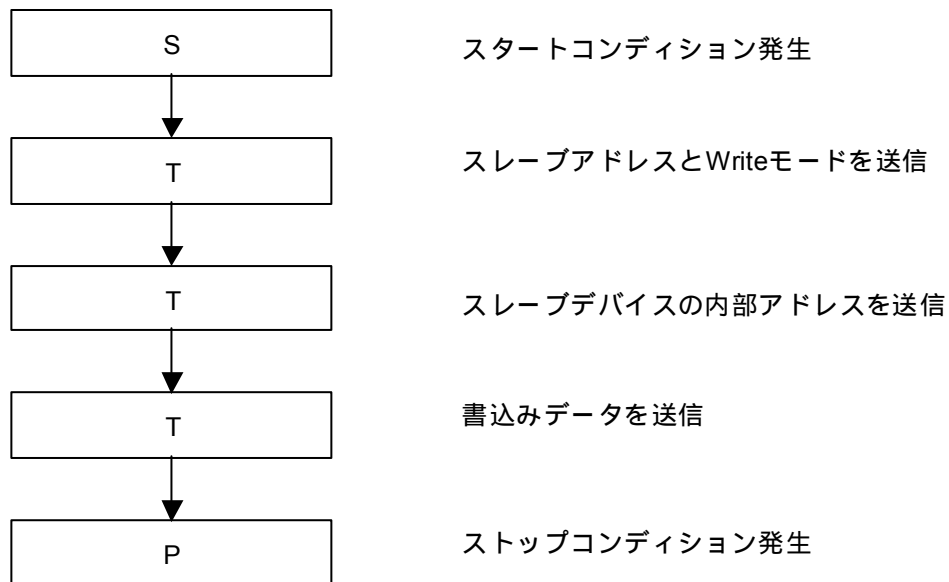 S
スタートコンディション発生
T
スレーブアドレスとWriteモードを送信
T
スレーブデバイスの内部アドレスを送信
T
書込みデータを送信
P
ストップコンディション発生